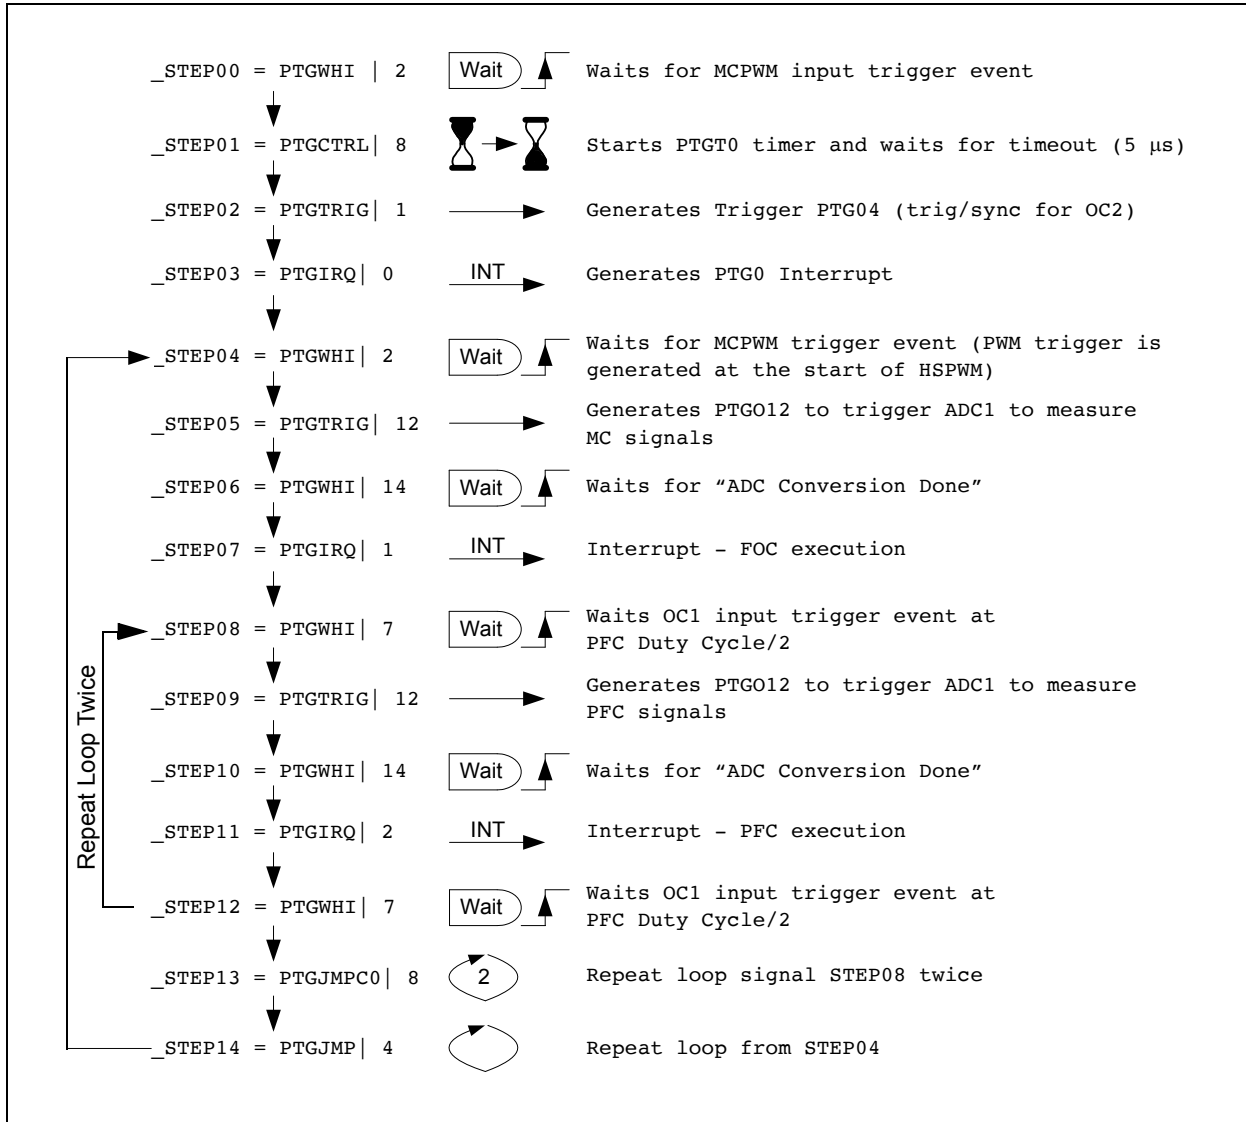 _STEP00 = PTGWHI | 2 Wait Waits for MCPWM input trigger event
_STEP01 = PTGCTRL| 8 Starts PTGT0 timer and waits for timeout (5 µs)
_STEP02 = PTGTRIG| 1 Generates Trigger PTG04 (trig/sync for OC2)
_STEP03 = PTGIRQ| 0 INT Generates PTG0 Interrupt
_STEP04 = PTGWHI| 2 Wait Waits for MCPWM trigger event (PWM trigger is
generated at the start of HSPWM)
_STEP05 = PTGTRIG| 12 Generates PTGO12 to trigger ADC1 to measure
MC signals
_STEP06 = PTGWHI| 14 Wait Waits for “ADC Conversion Done”
_STEP07 = PTGIRQ| 1 INT Interrupt – FOC execution
_STEP08 = PTGWHI| 7 Wait Waits OC1 input trigger event at
PFC Duty Cycle/2
_STEP09 = PTGTRIG| 12 Generates PTGO12 to trigger ADC1 to measure
PFC signals
_STEP10 = PTGWHI| 14 Wait Waits for “ADC Conversion Done”
_STEP11 = PTGIRQ| 2 INT Interrupt – PFC execution
_STEP12 = PTGWHI| 7 Wait Waits OC1 input trigger event at
PFC Duty Cycle/2
_STEP13 = PTGJMPC0| 8 2 Repeat loop signal STEP08 twice
_STEP14 = PTGJMP| 4 Repeat loop from STEP04
Repeat Loop Twice